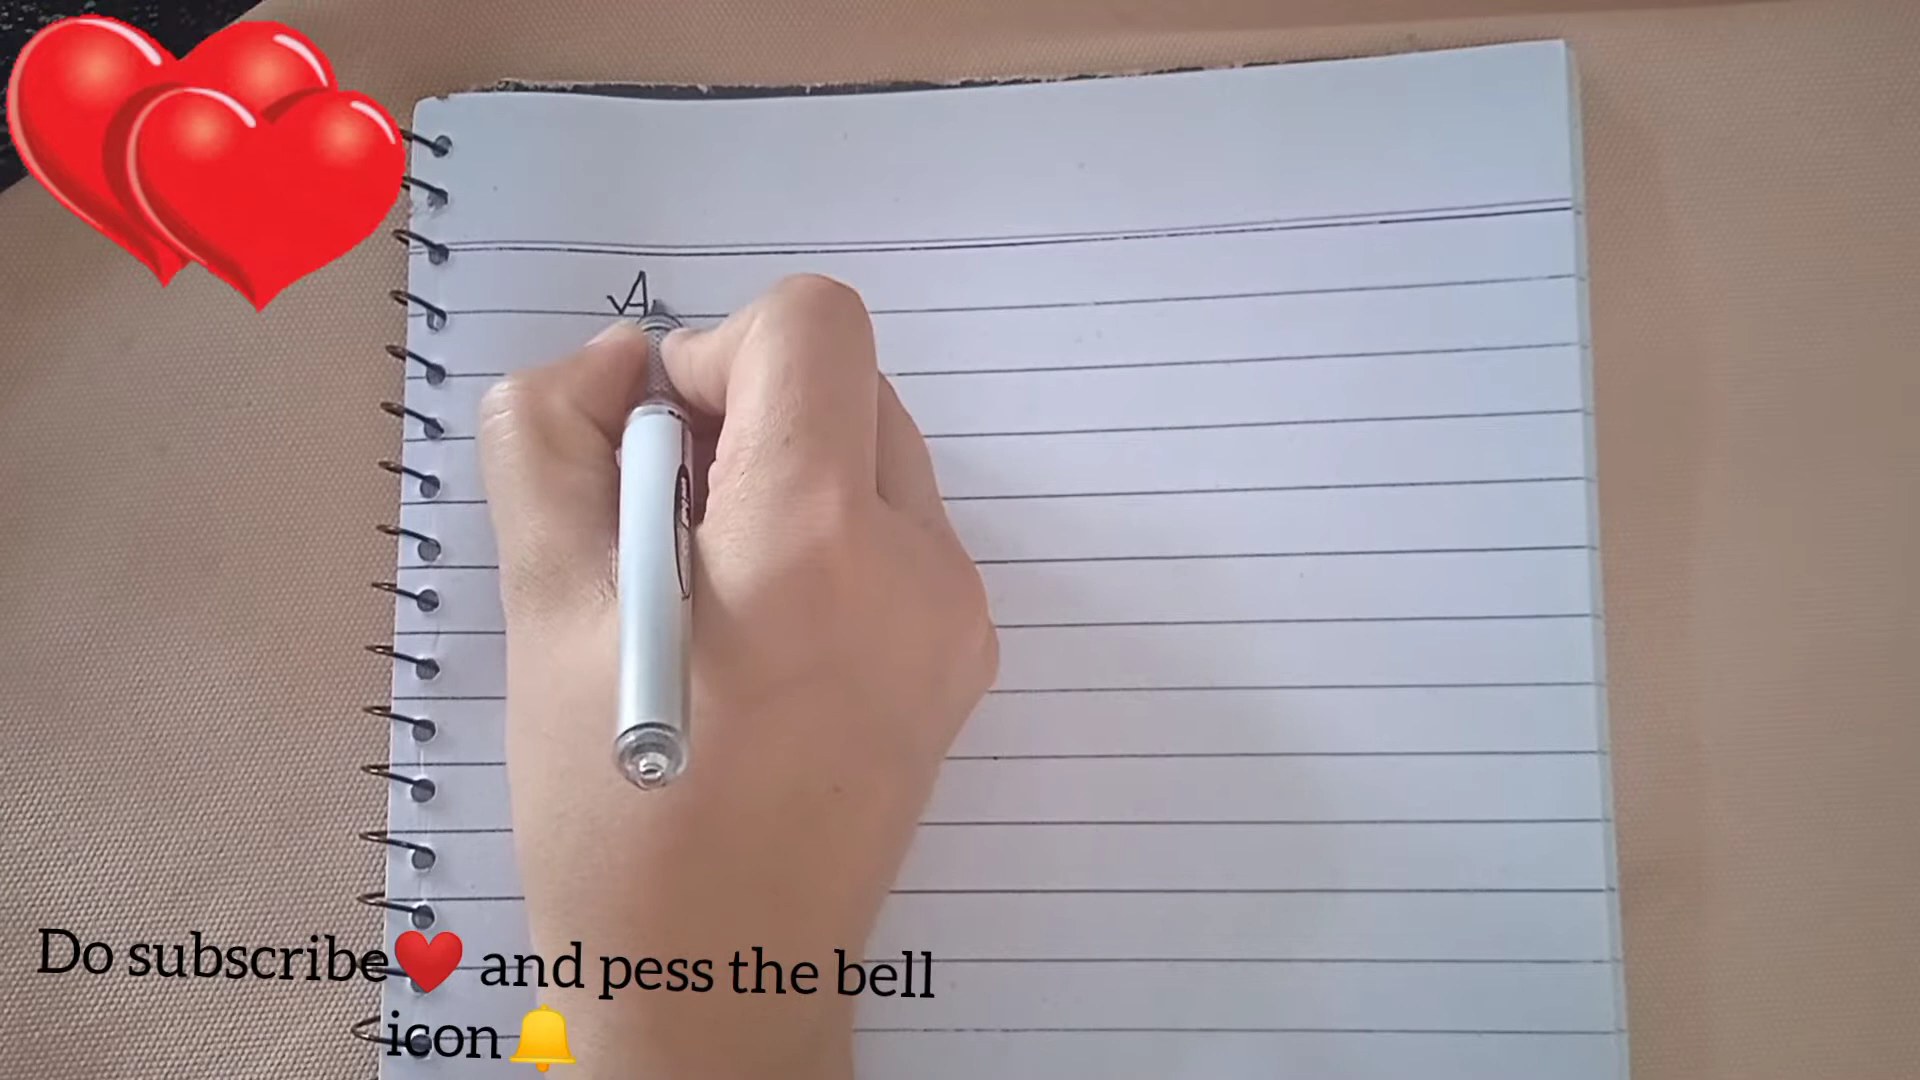 A
Do subscribe❤️ and pess the bell
icon🔔